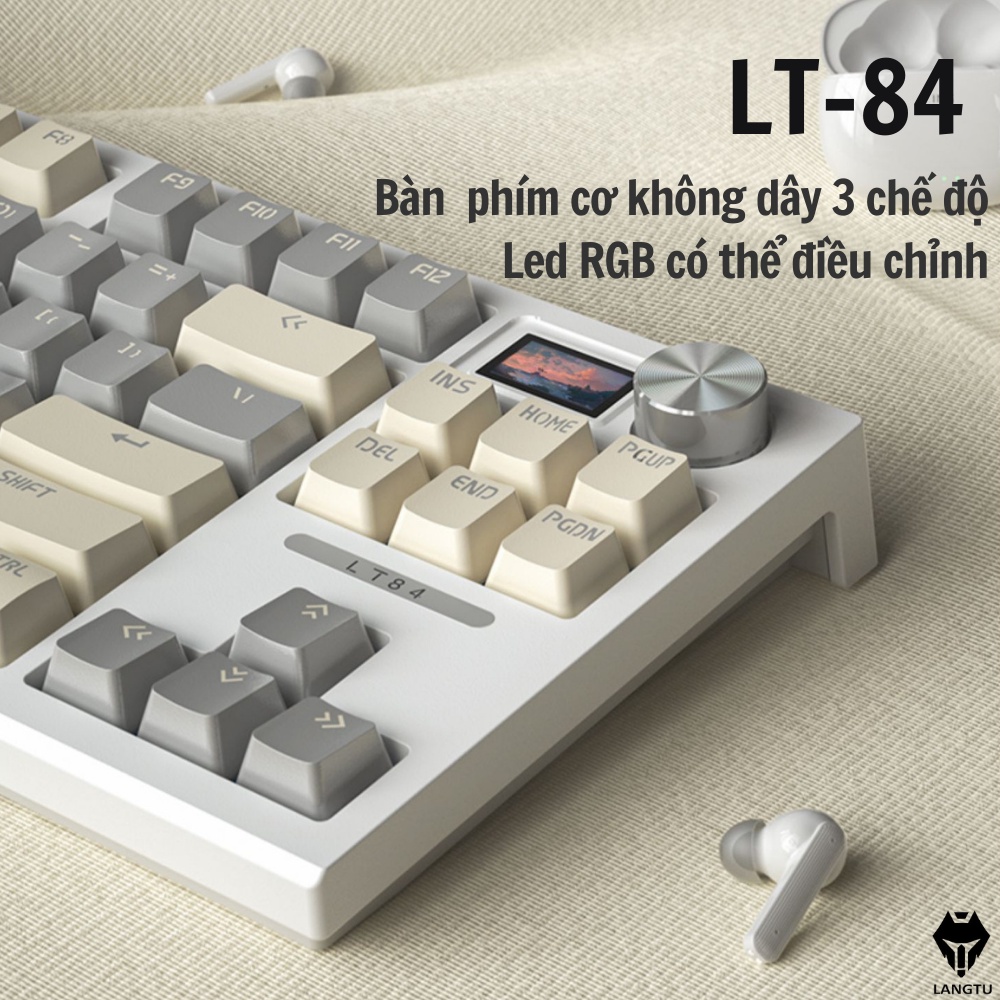 LT-84
Bàn phím cơ không dây 3 chế độ
Led RGB có thể điều chỉnh
F8
F9
F10
F11
F12
- _
= +
[ {
] }
\ |
INS
HOME
PGUP
DEL
END
PGDN
SHIFT
LT84
LANGTU